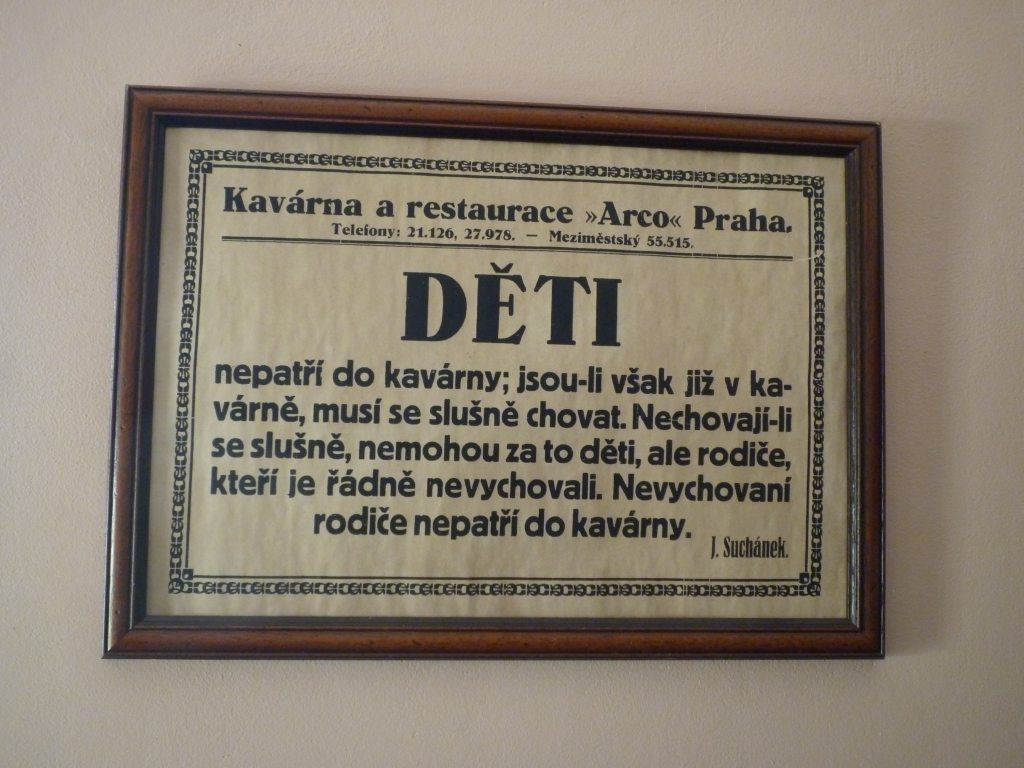 Kavárna a restaurace »Arco« Praha.
Telefony: 21.126, 27.978. — Meziměstský 55.515.
DĚTI
nepatří do kavárny; jsou-li však již v ka-
várně, musí se slušně chovat. Nechovají-li
se slušně, nemohou za to děti, ale rodiče,
kteří je řádně nevychovali. Nevychovaní
rodiče nepatří do kavárny.
J. Suchánek.